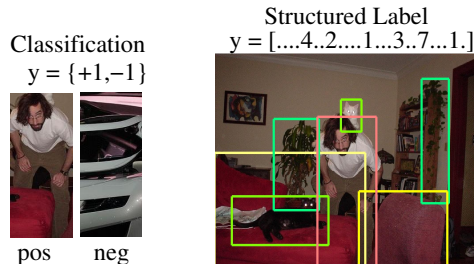 Classification
y = {+1,−1}
pos
neg
Structured Label
y = [....4..2....1...3..7...1.]